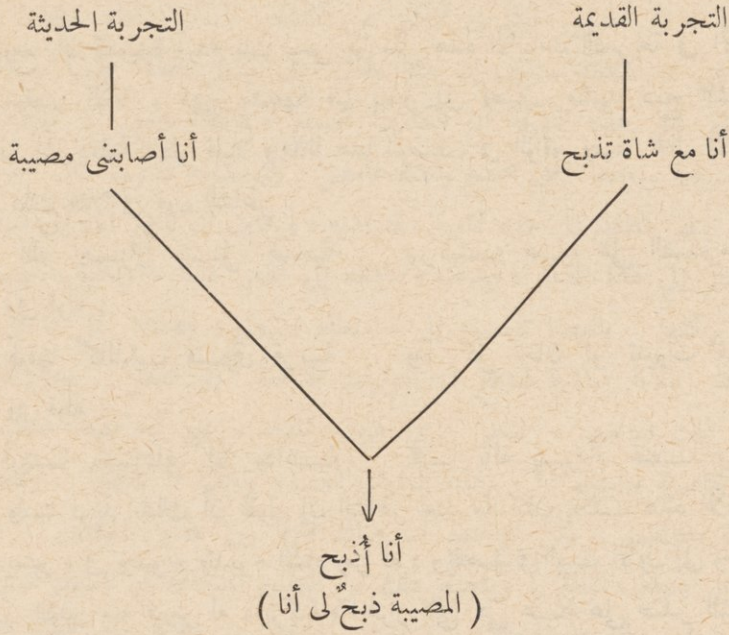 التجربة القديمة
التجربة الحديثة
أنا مع شاة تذبح
أنا أصابتنى مصيبة
أنا أُذبح
( المصيبة ذبحٌ لى أنا )